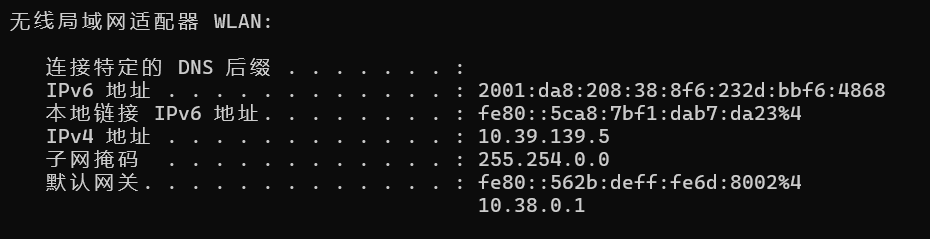 无线局域网适配器 WLAN:
连接特定的 DNS 后缀 . . . . . . . :
IPv6 地址 . . . . . . . . . . . . : 2001:da8:208:38:8f6:232d:bbf6:4868
本地链接 IPv6 地址. . . . . . . . : fe80::5ca8:7bf1:dab7:da23%4
IPv4 地址 . . . . . . . . . . . . : 10.39.139.5
子网掩码  . . . . . . . . . . . . : 255.254.0.0
默认网关. . . . . . . . . . . . . : fe80::562b:deff:fe6d:8002%4
10.38.0.1